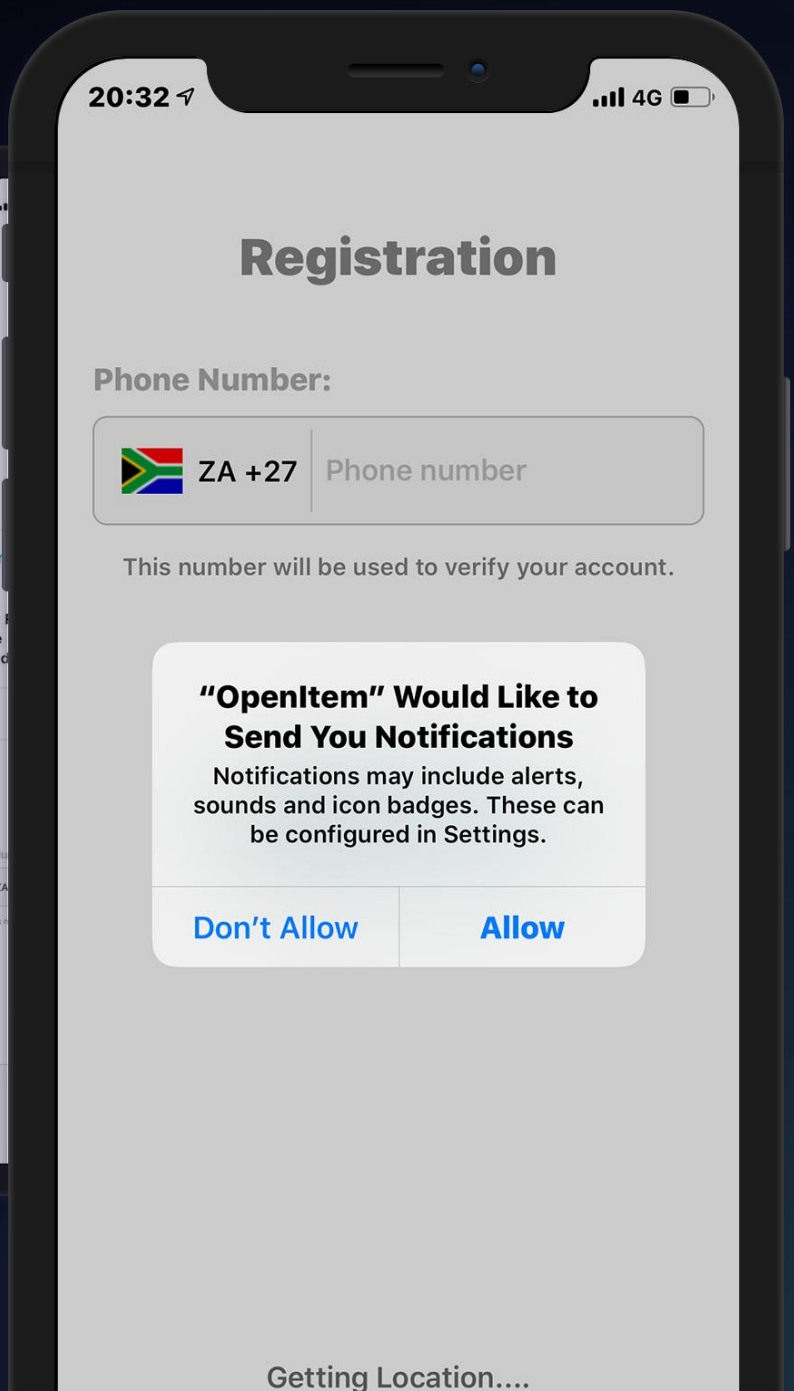 20:32
4G
Registration
Phone Number:
ZA +27
Phone number
This number will be used to verify your account.
“OpenItem” Would Like to
Send You Notifications
Notifications may include alerts,
sounds and icon badges. These can
be configured in Settings.
Don’t Allow
Allow
Getting Location....